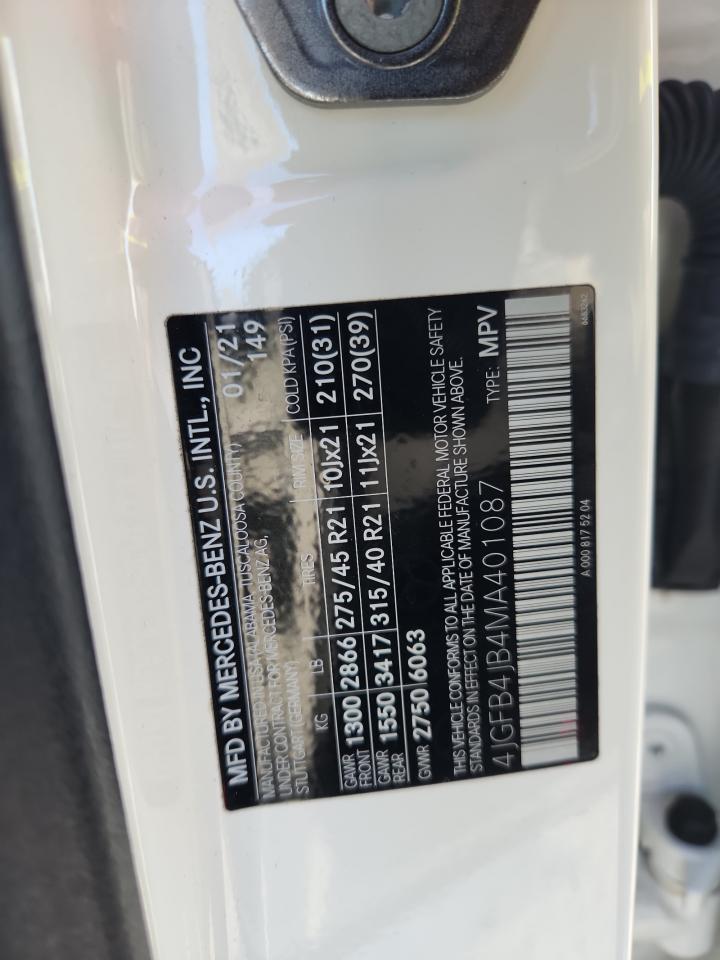 MFD BY MERCEDES-BENZ U.S. INTL., INC
MANUFACTURED IN USA (ALABAMA -TUSCALOOSA COUNTY) 01/21
UNDER CONTRACT FOR MERCEDES-BENZ AG, 149
STUTTGART (GERMANY)
KG LB TIRES RIM SIZE COLD KPA (PSI)
GAWR FRONT 1300 2866 275/45 R21 10Jx21 210(31)
GAWR REAR 1550 3417 315/40 R21 11Jx21 270(39)
GVWR 2750 6063
THIS VEHICLE CONFORMS TO ALL APPLICABLE FEDERAL MOTOR VEHICLE SAFETY
STANDARDS IN EFFECT ON THE DATE OF MANUFACTURE SHOWN ABOVE.
4JGFB4JB4MA401087 TYPE: MPV
A 000 817 52 04